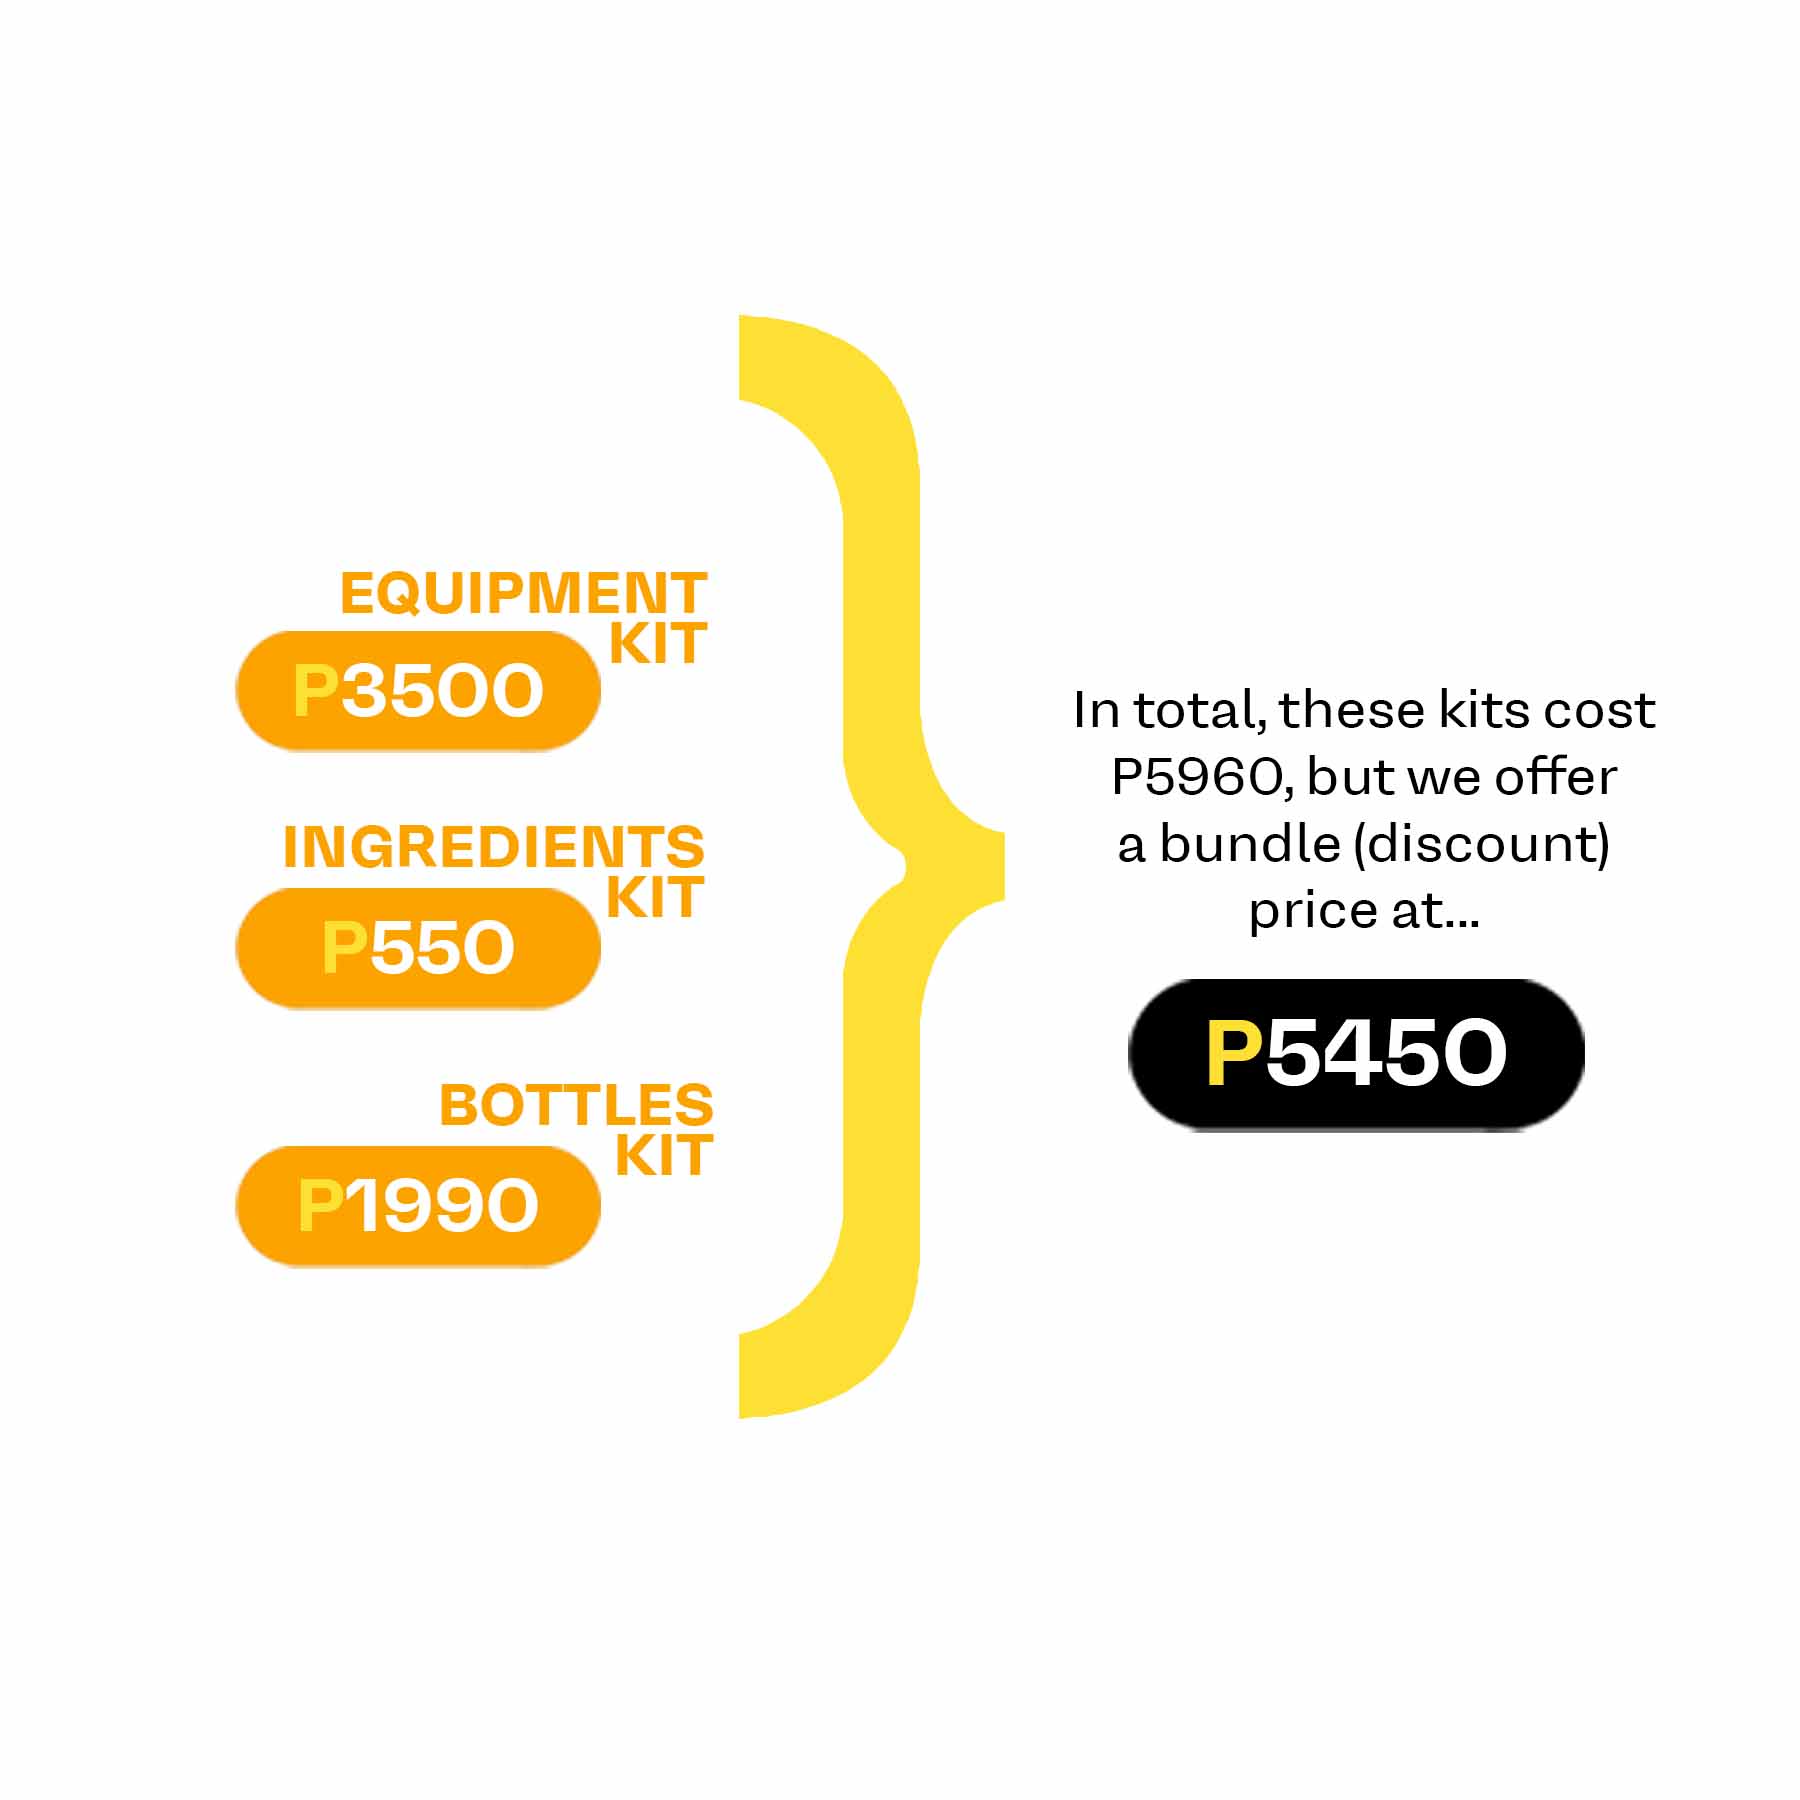 EQUIPMENT
KIT
P3500
INGREDIENTS
KIT
P550
BOTTLES
KIT
P1990
In total, these kits cost
P5960, but we offer
a bundle (discount)
price at...
P5450